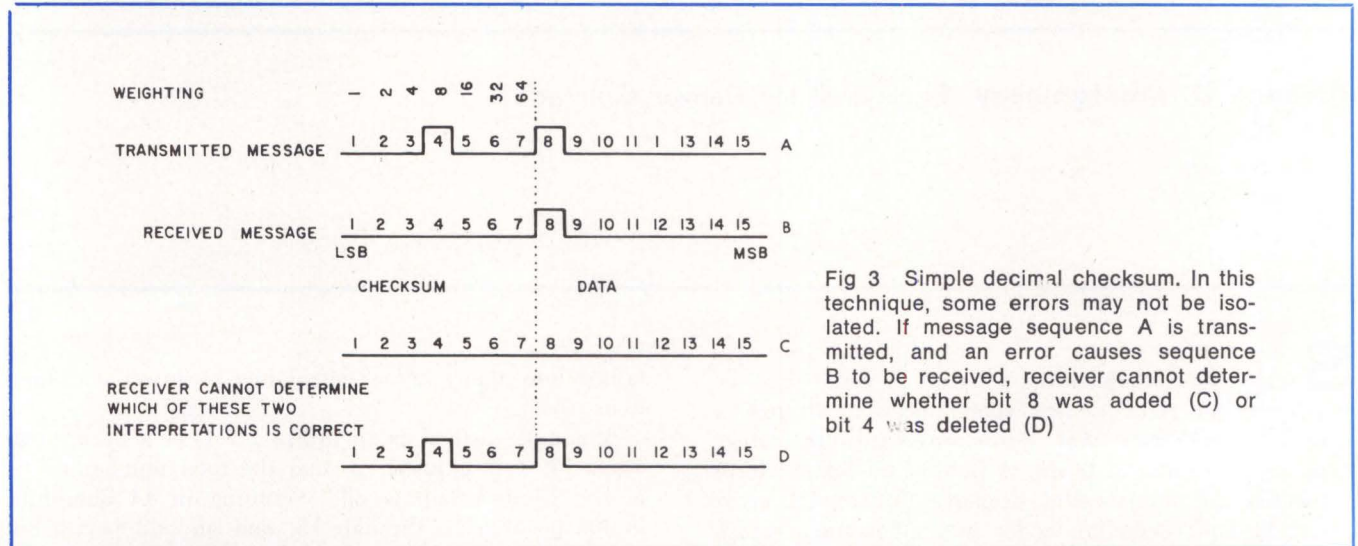 WEIGHTING 1 2 4 8 16 32 64
TRANSMITTED MESSAGE 1 2 3 4 5 6 7 8 9 10 11 1 13 14 15 A
RECEIVED MESSAGE 1 2 3 4 5 6 7 8 9 10 11 12 13 14 15 B
LSB MSB
CHECKSUM DATA
1 2 3 4 5 6 7 8 9 10 11 12 13 14 15 C
RECEIVER CANNOT DETERMINE
WHICH OF THESE TWO
INTERPRETATIONS IS CORRECT
1 2 3 4 5 6 7 8 9 10 11 12 13 14 15 D
Fig 3 Simple decimal checksum. In this
technique, some errors may not be iso-
lated. If message sequence A is trans-
mitted, and an error causes sequence
B to be received, receiver cannot deter-
mine whether bit 8 was added (C) or
bit 4 was deleted (D)